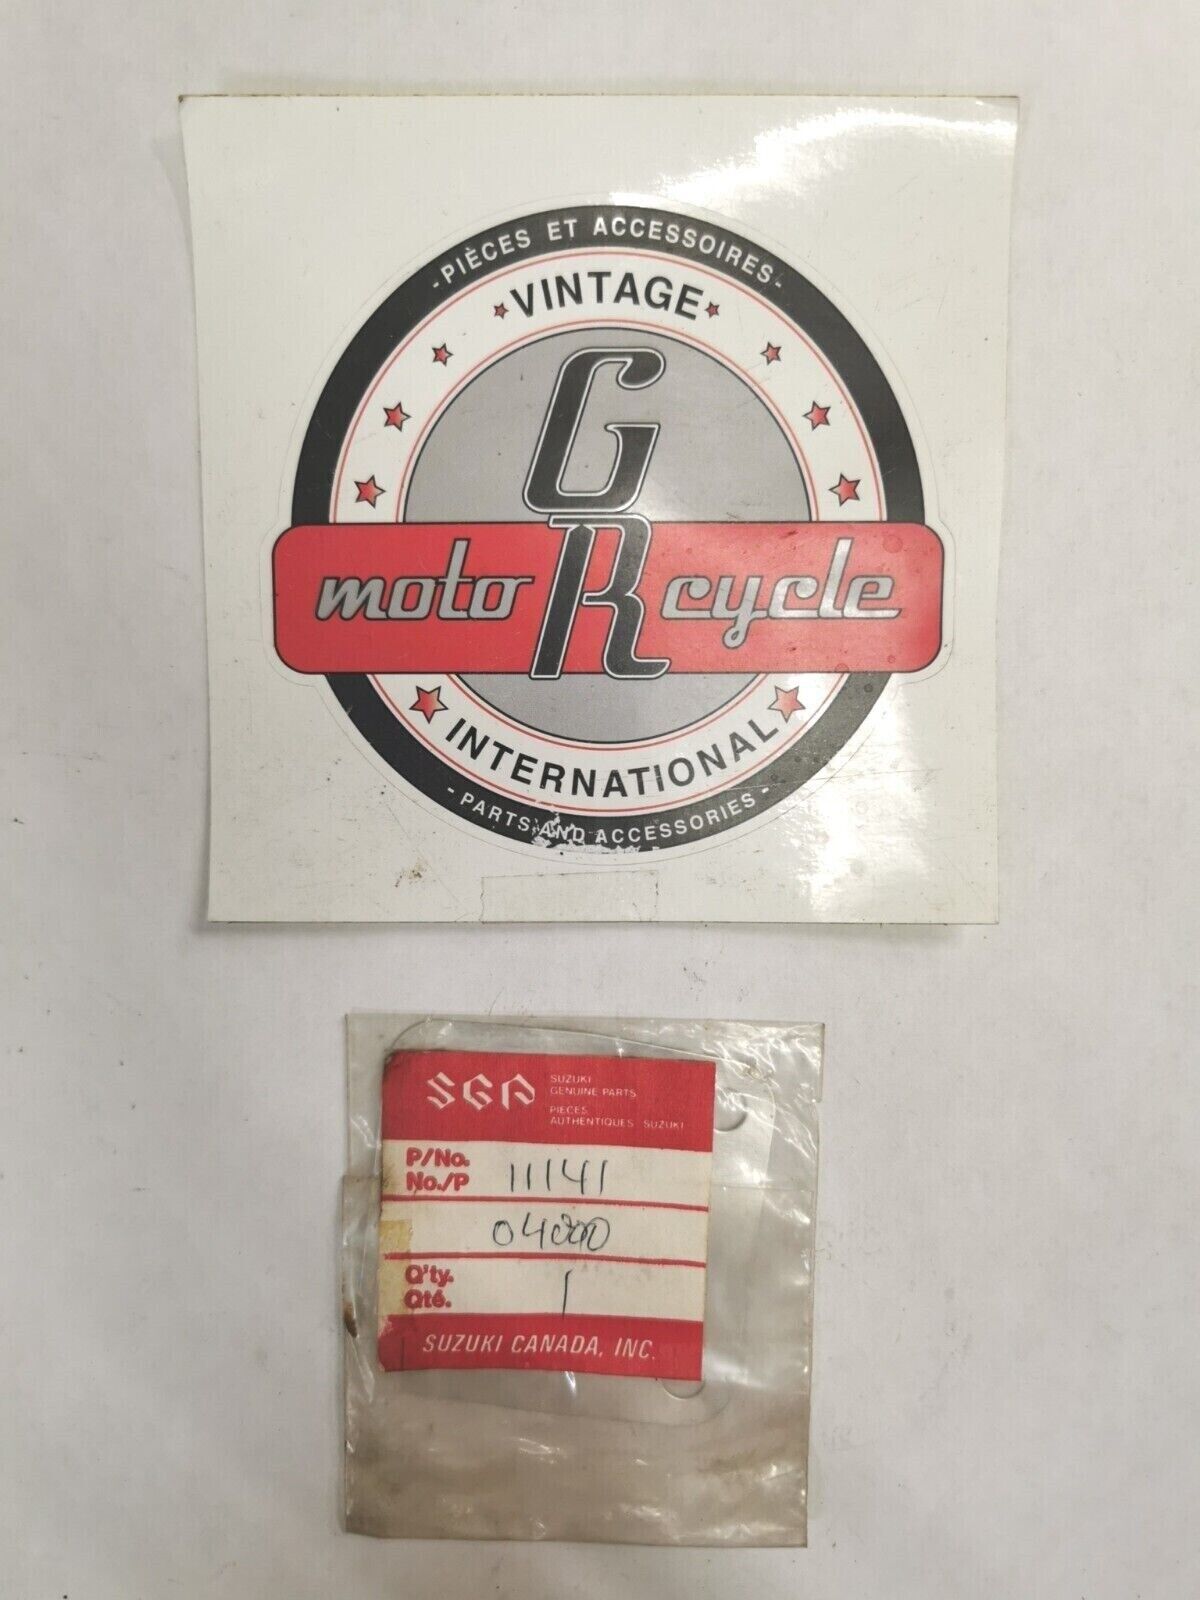 - PIÈCES ET ACCESSOIRES -
VINTAGE
GR
moto cycle
INTERNATIONAL
- PARTS AND ACCESSORIES -
SGP
SUZUKI
GENUINE PARTS
PIECES
AUTHENTIQUES SUZUKI
P/No.
No./P
11141
04000
Q'ty.
Qté.
1
SUZUKI CANADA, INC.